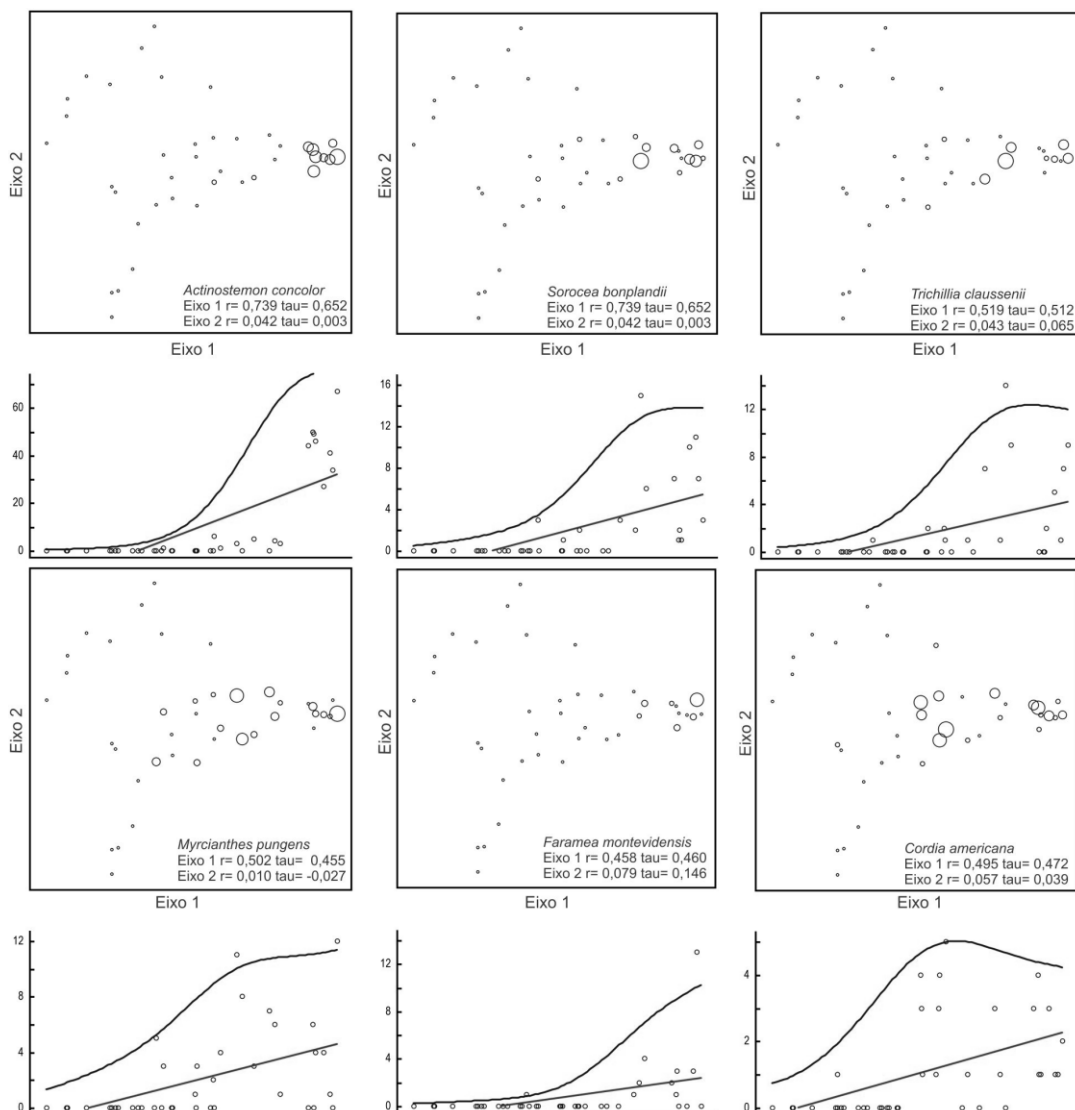 Eixo 2
Eixo 2
Eixo 2
Actinostemon concolor
Eixo 1 r= 0,739 tau= 0,652
Eixo 2 r= 0,042 tau= 0,003
Sorocea bonplandii
Eixo 1 r= 0,739 tau= 0,652
Eixo 2 r= 0,042 tau= 0,003
Trichillia claussenii
Eixo 1 r= 0,519 tau= 0,512
Eixo 2 r= 0,043 tau= 0,065
Eixo 1
Eixo 1
Eixo 1
60
40
20
0
16
12
8
4
0
12
8
4
0
Eixo 2
Eixo 2
Eixo 2
Myrcianthes pungens
Eixo 1 r= 0,502 tau= 0,455
Eixo 2 r= 0,010 tau= -0,027
Faramea montevidensis
Eixo 1 r= 0,458 tau= 0,460
Eixo 2 r= 0,079 tau= 0,146
Cordia americana
Eixo 1 r= 0,495 tau= 0,472
Eixo 2 r= 0,057 tau= 0,039
Eixo 1
Eixo 1
Eixo 1
12
8
4
0
12
8
4
0
4
2
0